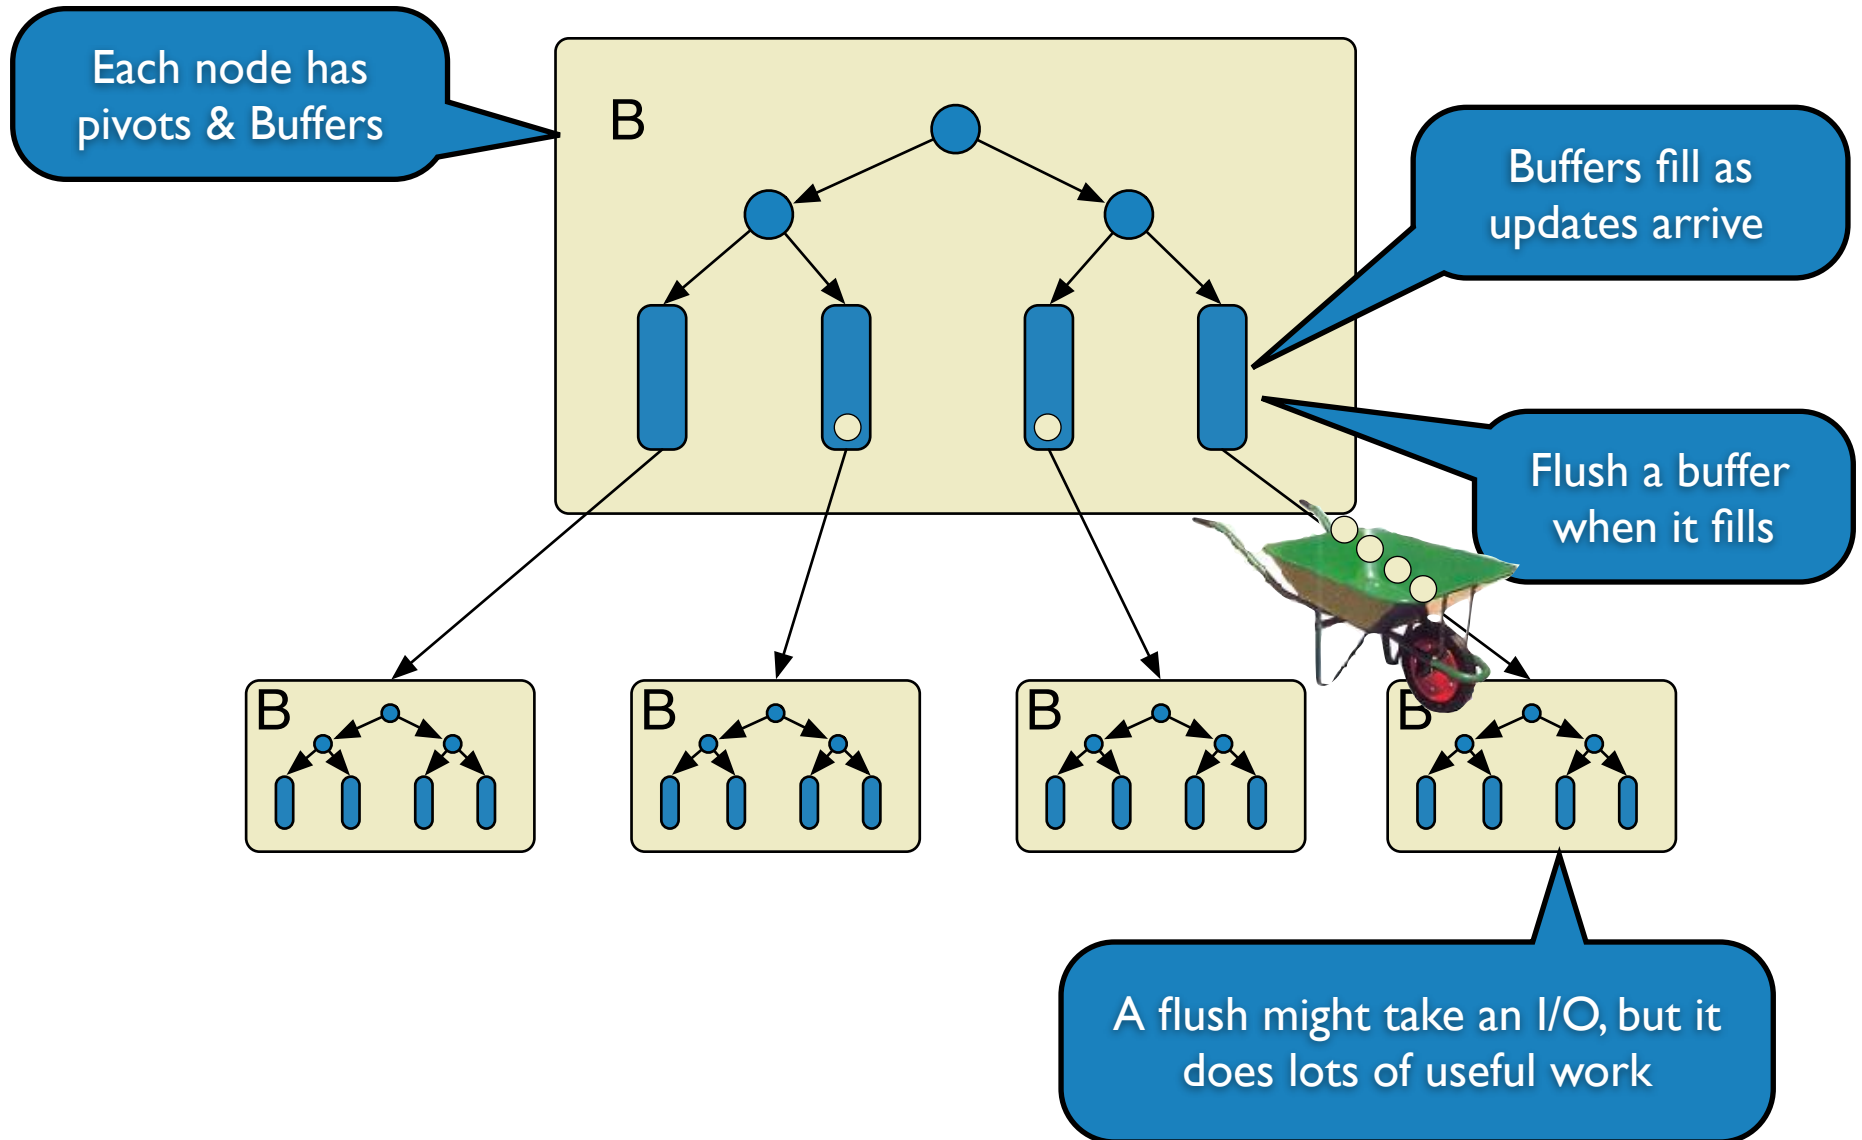 Each node has
pivots & Buffers
B
Buffers fill as
updates arrive
Flush a buffer
when it fills
B
B
B
B
A flush might take an I/O, but it
does lots of useful work